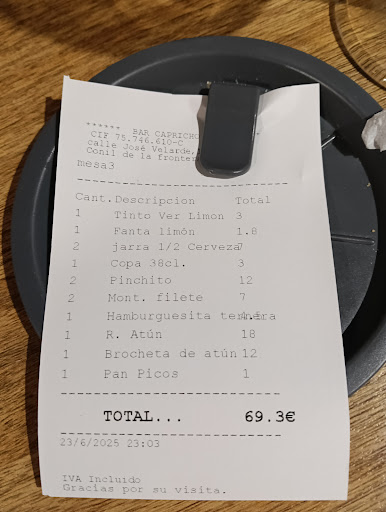 ****** BAR CAPRICHO
CIF 75.746.610-C
Calle José Velarde,
Conil de la fronter
mesa3
Cant. Descripcion Total
1 Tinto Ver Limon 3
1 Fanta limón 1.8
2 jarra 1/2 Cerveza 7
1 Copa 38cl. 3
2 Pinchito 12
2 Mont. filete 7
1 Hamburguesita ternera
1 R. Atún 18
1 Brocheta de atún 12
1 Pan Picos 1
TOTAL... 69.3€
23/6/2025 23:03
IVA Incluido
Gracias por su visita.